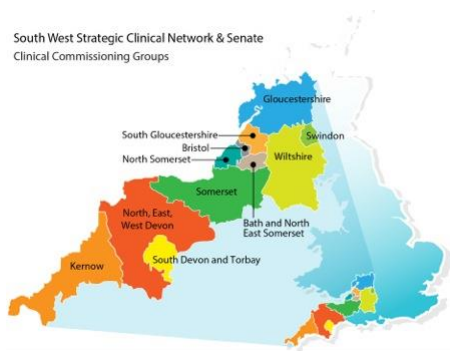 South West Strategic Clinical Network & Senate
Clinical Commissioning Groups
Gloucestershire
South Gloucestershire
Bristol
North Somerset
Swindon
Wiltshire
Somerset
Bath and North
East Somerset
North, East,
West Devon
South Devon and Torbay
Kernow